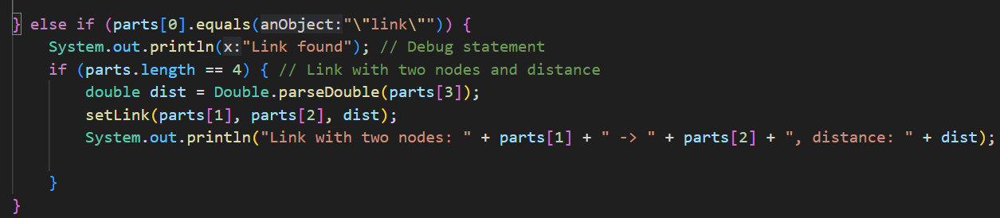 } else if (parts[0].equals(anObject:"\"link\"")) {
System.out.println(x:"Link found"); // Debug statement
if (parts.length == 4) { // Link with two nodes and distance
double dist = Double.parseDouble(parts[3]);
setLink(parts[1], parts[2], dist);
System.out.println("Link with two nodes: " + parts[1] + " -> " + parts[2] + ", distance: " + dist);
}
}